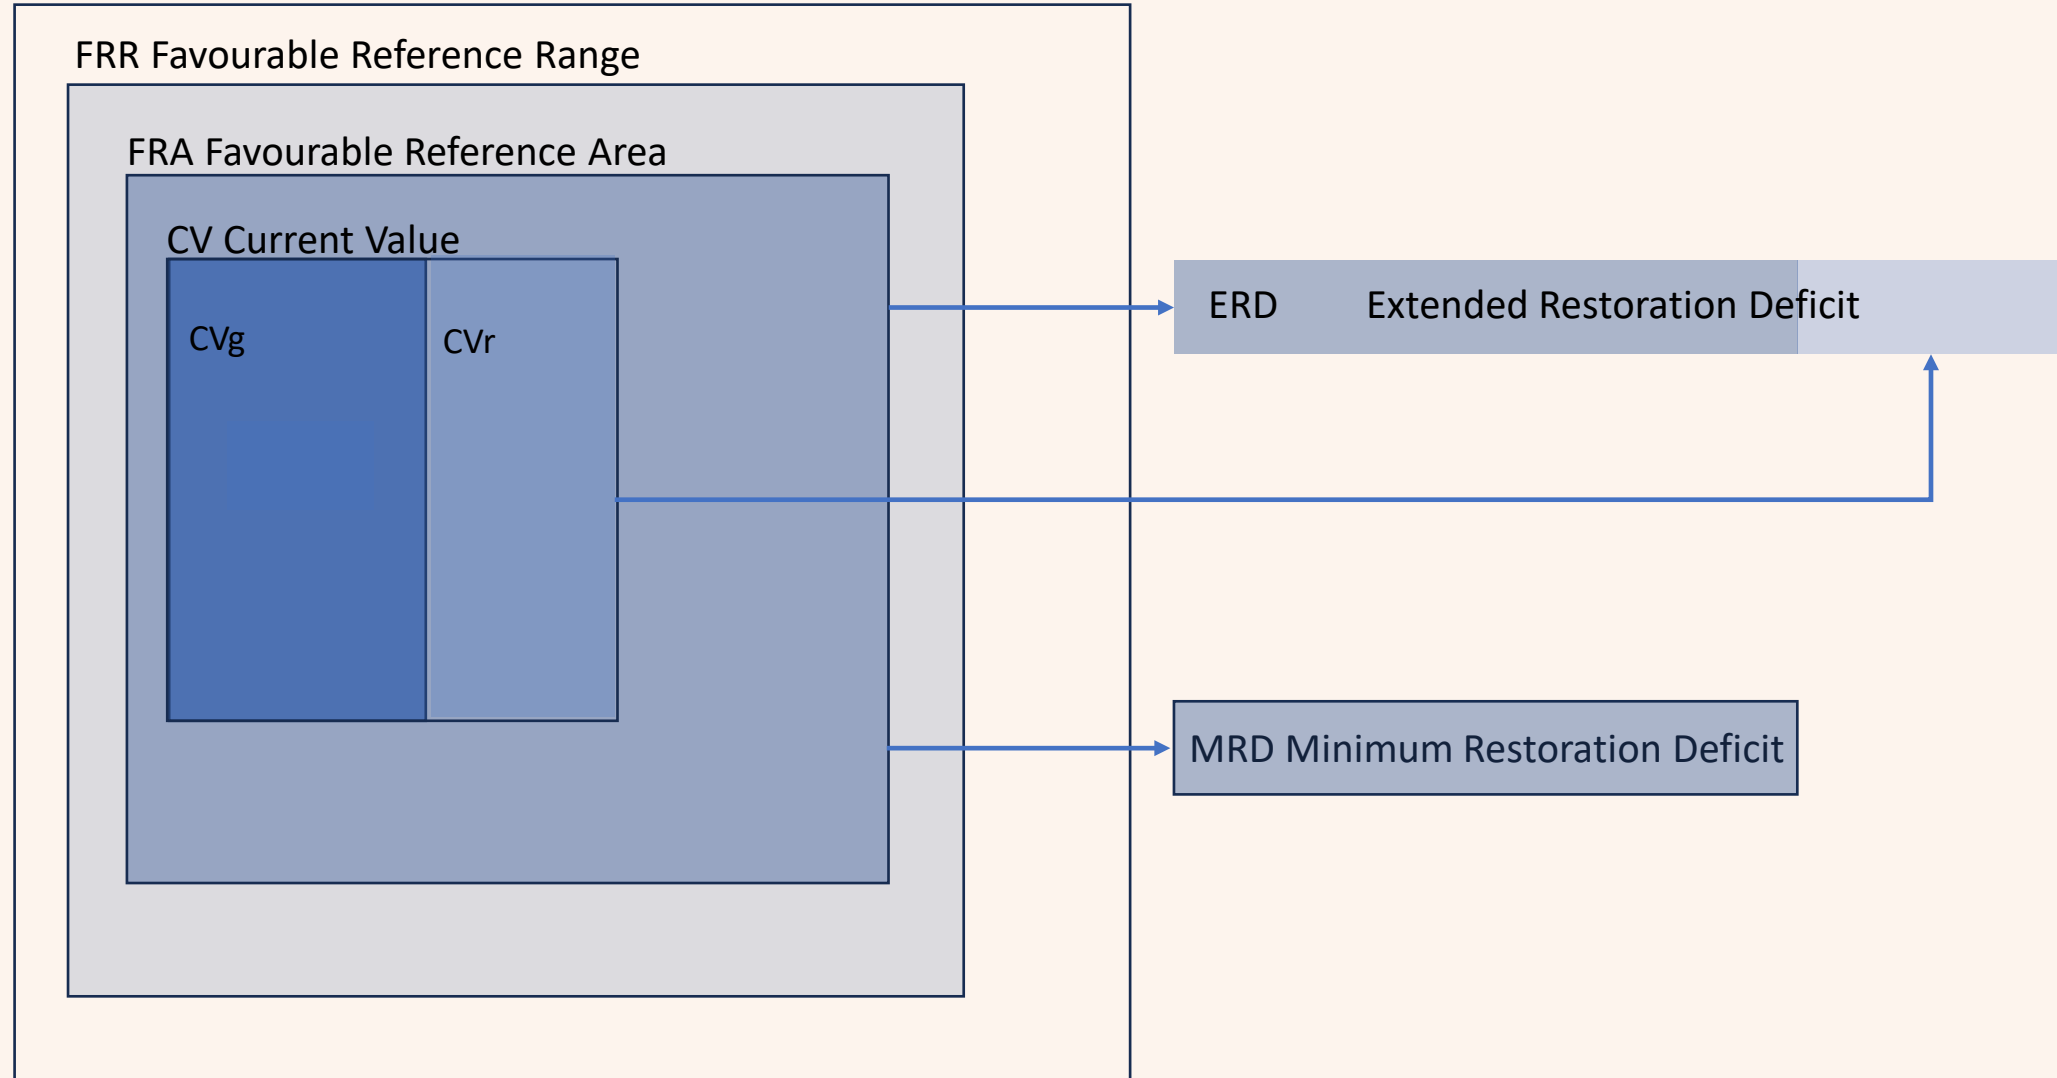 FRR Favourable Reference Range
FRA Favourable Reference Area
CV Current Value
CVg
CVr
ERD Extended Restoration Deficit
MRD Minimum Restoration Deficit